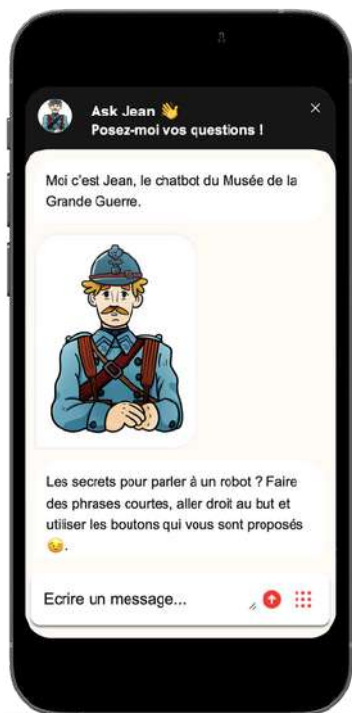 Ask Jean 👋
Posez-moi vos questions !
Moi c'est Jean, le chatbot du Musée de la
Grande Guerre.
Les secrets pour parler à un robot ? Faire
des phrases courtes, aller droit au but et
utiliser les boutons qui vous sont proposés
😉.
Ecrire un message...